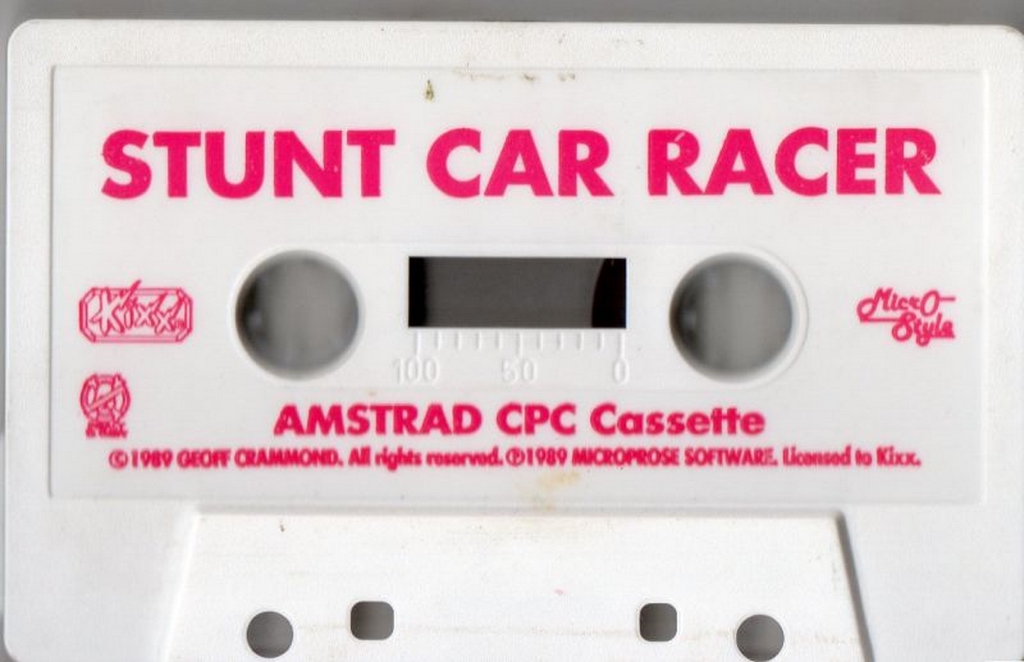 STUNT CAR RACER
Kixx
Micro-
Style
100 50 0
AMSTRAD CPC Cassette
©1989 GEOFF CRAMMOND. All rights reserved. ℗1989 MICROPROSE SOFTWARE. Licensed to Kixx.